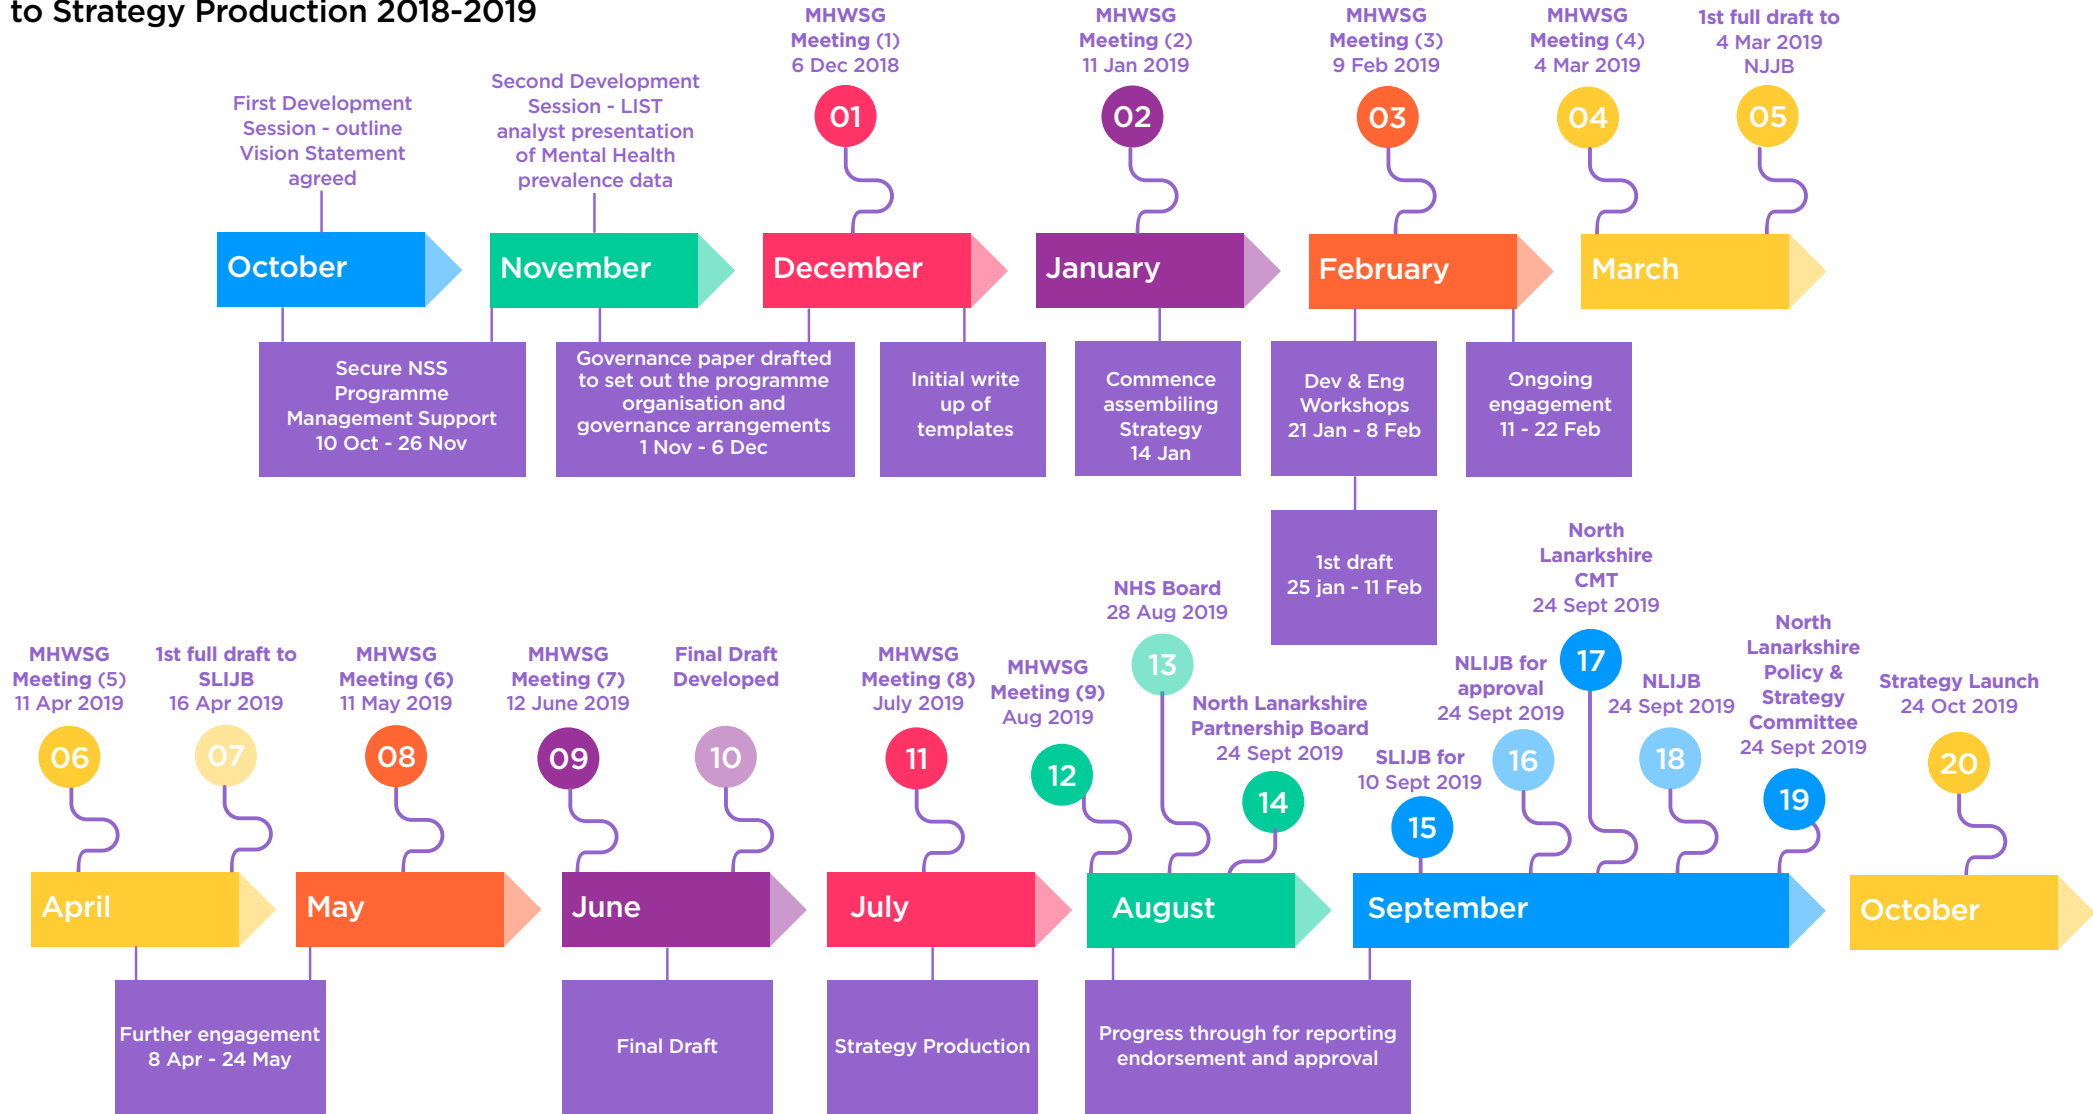 to Strategy Production 2018-2019
First Development
Session - outline
Vision Statement
agreed
Second Development
Session - LIST
analyst presentation
of Mental Health
prevalence data
MHWSG
Meeting (1)
6 Dec 2018
01
MHWSG
Meeting (2)
11 Jan 2019
02
MHWSG
Meeting (3)
9 Feb 2019
03
MHWSG
Meeting (4)
4 Mar 2019
04
1st full draft to
4 Mar 2019
NJJB
05
October
November
December
January
February
March
Secure NSS
Programme
Management Support
10 Oct - 26 Nov
Governance paper drafted
to set out the programme
organisation and
governance arrangements
1 Nov - 6 Dec
Initial write
up of
templates
Commence
assembiling
Strategy
14 Jan
Dev & Eng
Workshops
21 Jan - 8 Feb
Ongoing
engagement
11 - 22 Feb
1st draft
25 jan - 11 Feb
MHWSG
Meeting (5)
11 Apr 2019
06
1st full draft to
SLIJB
16 Apr 2019
07
MHWSG
Meeting (6)
11 May 2019
08
MHWSG
Meeting (7)
12 June 2019
09
Final Draft
Developed
10
MHWSG
Meeting (8)
July 2019
11
MHWSG
Meeting (9)
Aug 2019
12
NHS Board
28 Aug 2019
13
North Lanarkshire
Partnership Board
24 Sept 2019
14
SLIJB for
10 Sept 2019
15
NLIJB for
approval
24 Sept 2019
16
North
Lanarkshire
CMT
24 Sept 2019
17
NLIJB
24 Sept 2019
18
North
Lanarkshire
Policy &
Strategy
Committee
24 Sept 2019
19
Strategy Launch
24 Oct 2019
20
April
May
June
July
August
September
October
Further engagement
8 Apr - 24 May
Final Draft
Strategy Production
Progress through for reporting
endorsement and approval